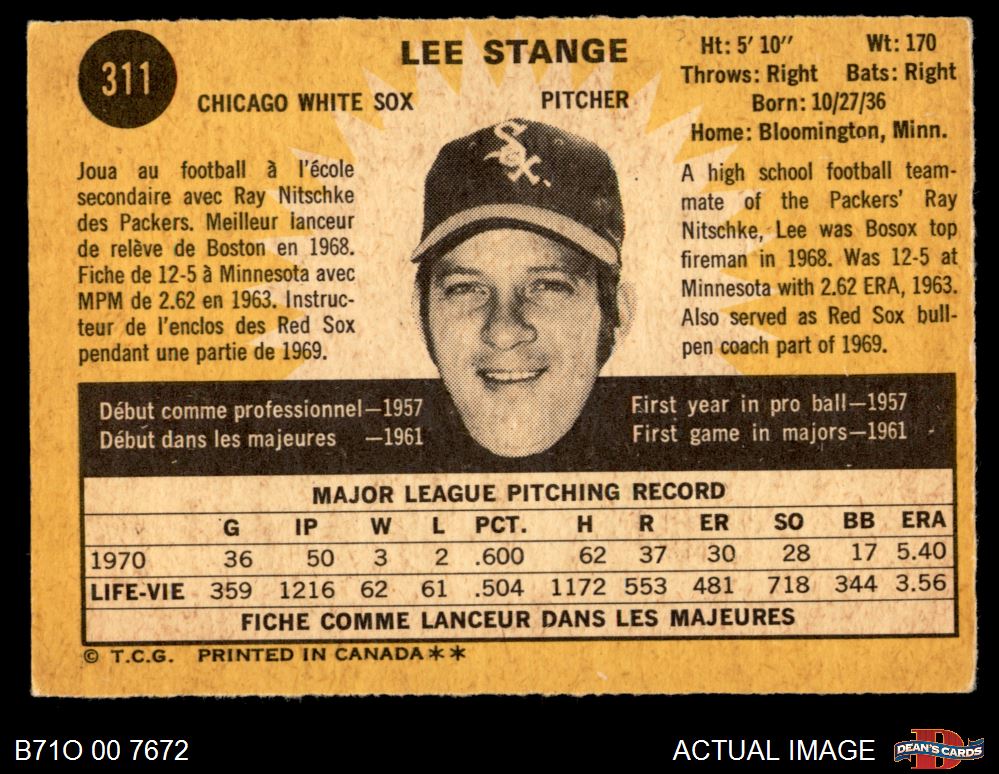 311
LEE STANGE
CHICAGO WHITE SOX PITCHER
Ht: 5' 10" Wt: 170
Throws: Right Bats: Right
Born: 10/27/36
Home: Bloomington, Minn.
Sox
Joua au football à l'école
secondaire avec Ray Nitschke
des Packers. Meilleur lanceur
de relève de Boston en 1968.
Fiche de 12-5 à Minnesota avec
MPM de 2.62 en 1963. Instruc-
teur de l'enclos des Red Sox
pendant une partie de 1969.
A high school football team-
mate of the Packers' Ray
Nitschke, Lee was Bosox top
fireman in 1968. Was 12-5 at
Minnesota with 2.62 ERA, 1963.
Also served as Red Sox bull-
pen coach part of 1969.
Début comme professionnel—1957
Début dans les majeures —1961
First year in pro ball—1957
First game in majors—1961
MAJOR LEAGUE PITCHING RECORD
G IP W L PCT. H R ER SO BB ERA
1970 36 50 3 2 .600 62 37 30 28 17 5.40
LIFE-VIE 359 1216 62 61 .504 1172 553 481 718 344 3.56
FICHE COMME LANCEUR DANS LES MAJEURES
© T.C.G. PRINTED IN CANADA**
B71O 00 7672
ACTUAL IMAGE
DEAN'S CARDS